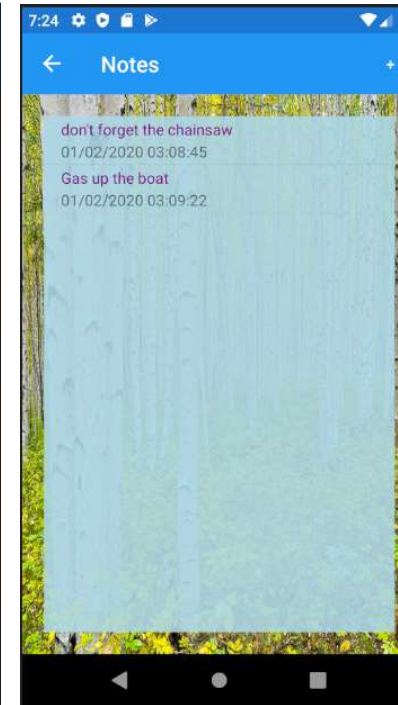 7:24
Notes
+
don't forget the chainsaw
01/02/2020 03:08:45
Gas up the boat
01/02/2020 03:09:22